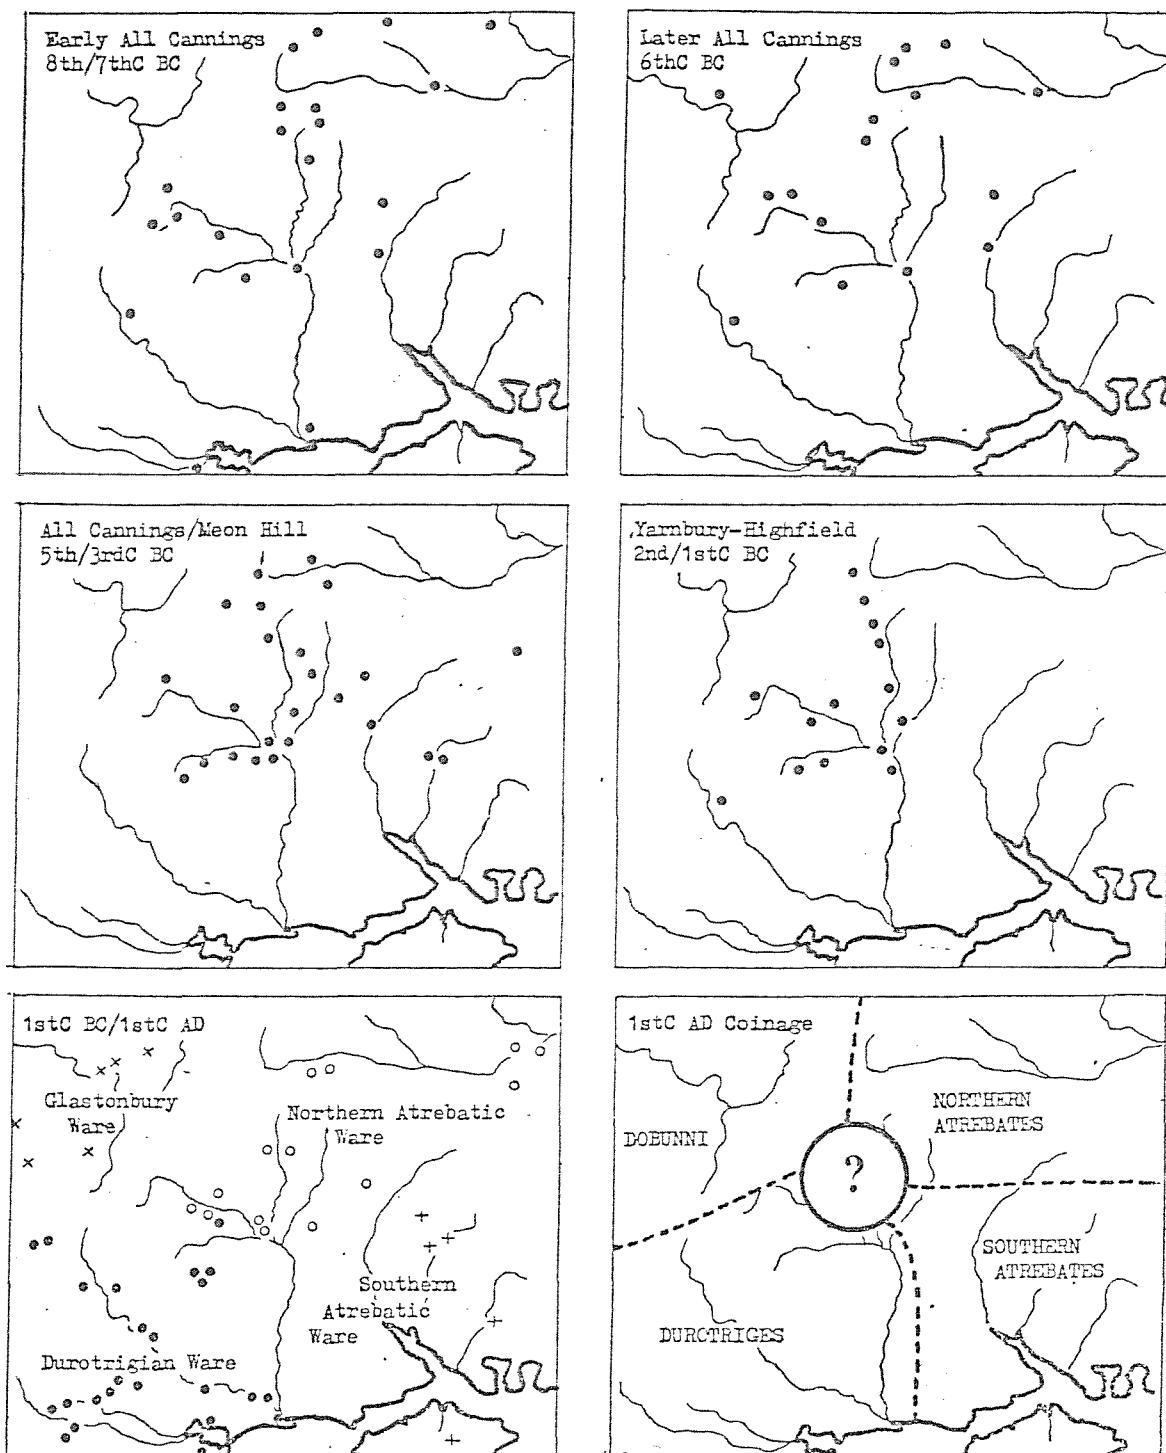 Early All Cannings
8th/7thC BC
Later All Cannings
6thC BC
All Cannings/Meon Hill
5th/3rdC BC
Yarnbury-Highfield
2nd/1stC BC
1stC BC/1stC AD
Glastonbury
Ware
Northern Atrebatic
Ware
Southern
Atrebatic
Ware
Durotrigian Ware
1stC AD Coinage
NORTHERN
ATREBATES
DOBUNNI
?
SOUTHERN
ATREBATES
DUROTRIGES